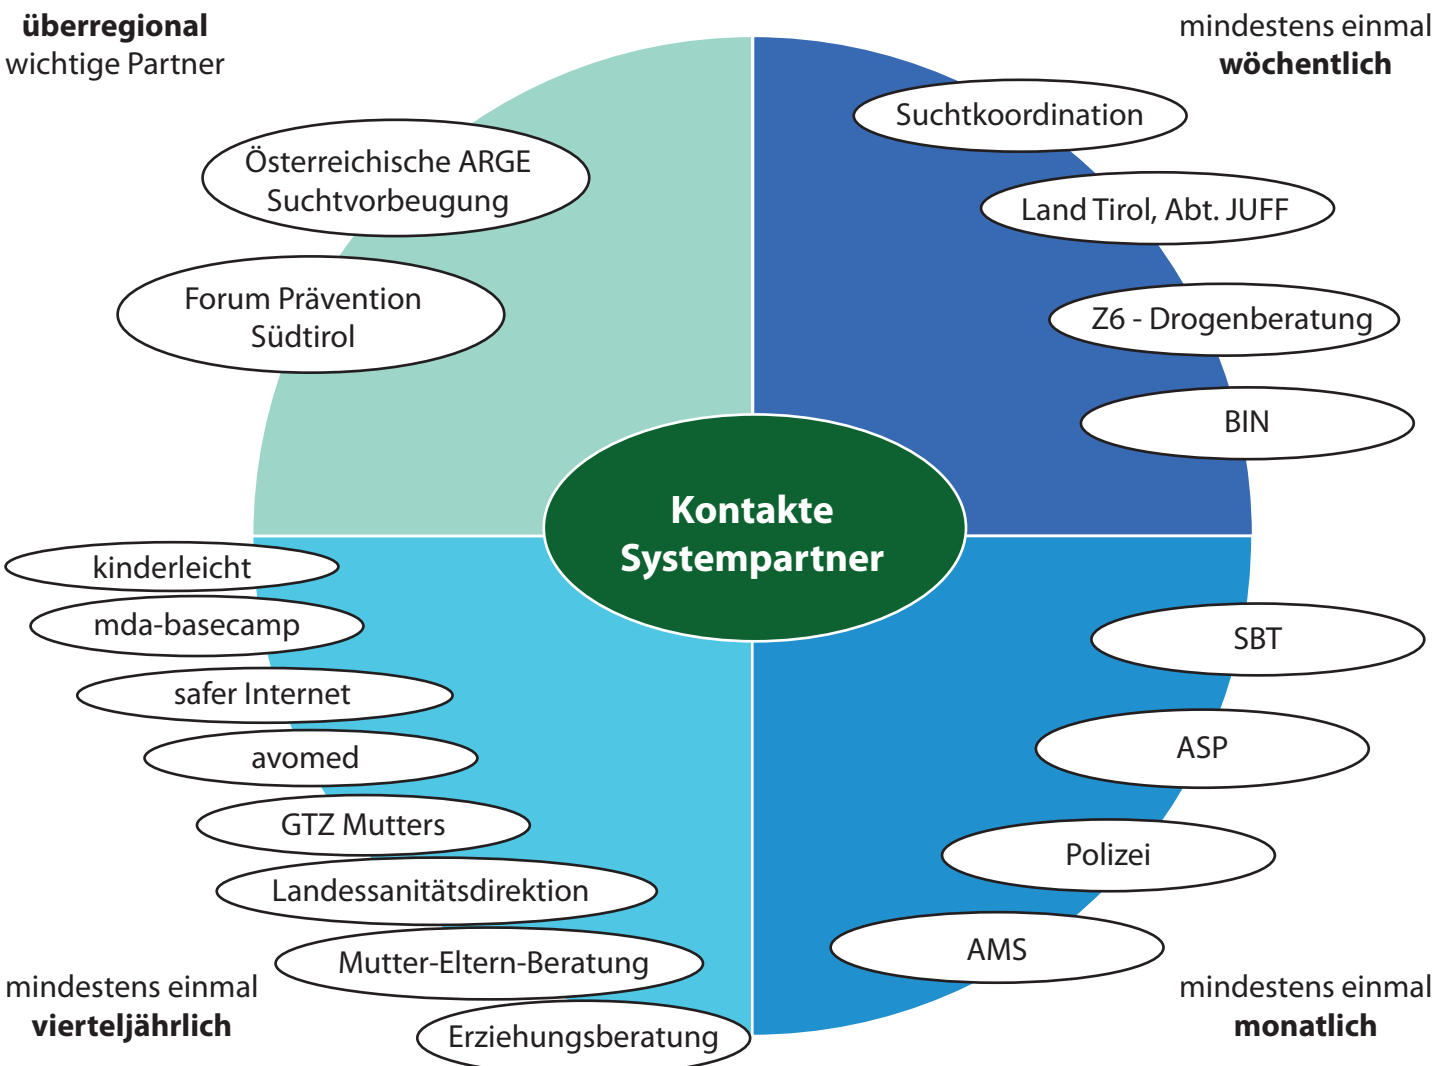 überregional
wichtige Partner
Österreichische ARGE
Suchtvorbeugung
Forum Prävention
Südtirol
mindestens einmal
wöchentlich
Suchtkoordination
Land Tirol, Abt. JUFF
Z6 - Drogenberatung
BIN
Kontakte
Systempartner
kinderleicht
mda-basecamp
safer Internet
avomed
GTZ Mutters
Landessanitätsdirektion
Mutter-Eltern-Beratung
Erziehungsberatung
mindestens einmal
vierteljährlich
SBT
ASP
Polizei
AMS
mindestens einmal
monatlich